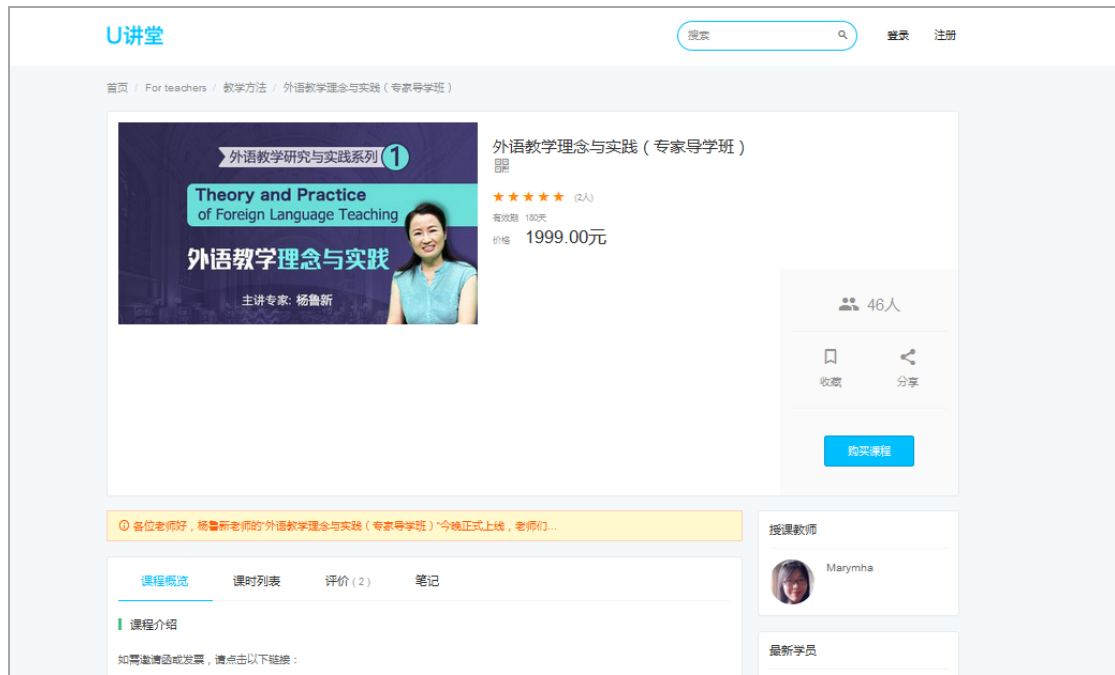 U讲堂
搜索
登录 注册
首页 / For teachers / 教学方法 / 外语教学理念与实践（专家导学班）
外语教学研究与实践系列 1
Theory and Practice
of Foreign Language Teaching
外语教学理念与实践
主讲专家: 杨鲁新
外语教学理念与实践（专家导学班）
(2人)
有效期 180天
价格 1999.00元
46人
收藏 分享
购买课程
各位老师好，杨鲁新老师的“外语教学理念与实践（专家导学班）”今晚正式上线，老师们...
课程概览 课时列表 评价(2) 笔记
课程介绍
如需邀请函或发票，请点击以下链接：
授课教师
Marymha
最新学员